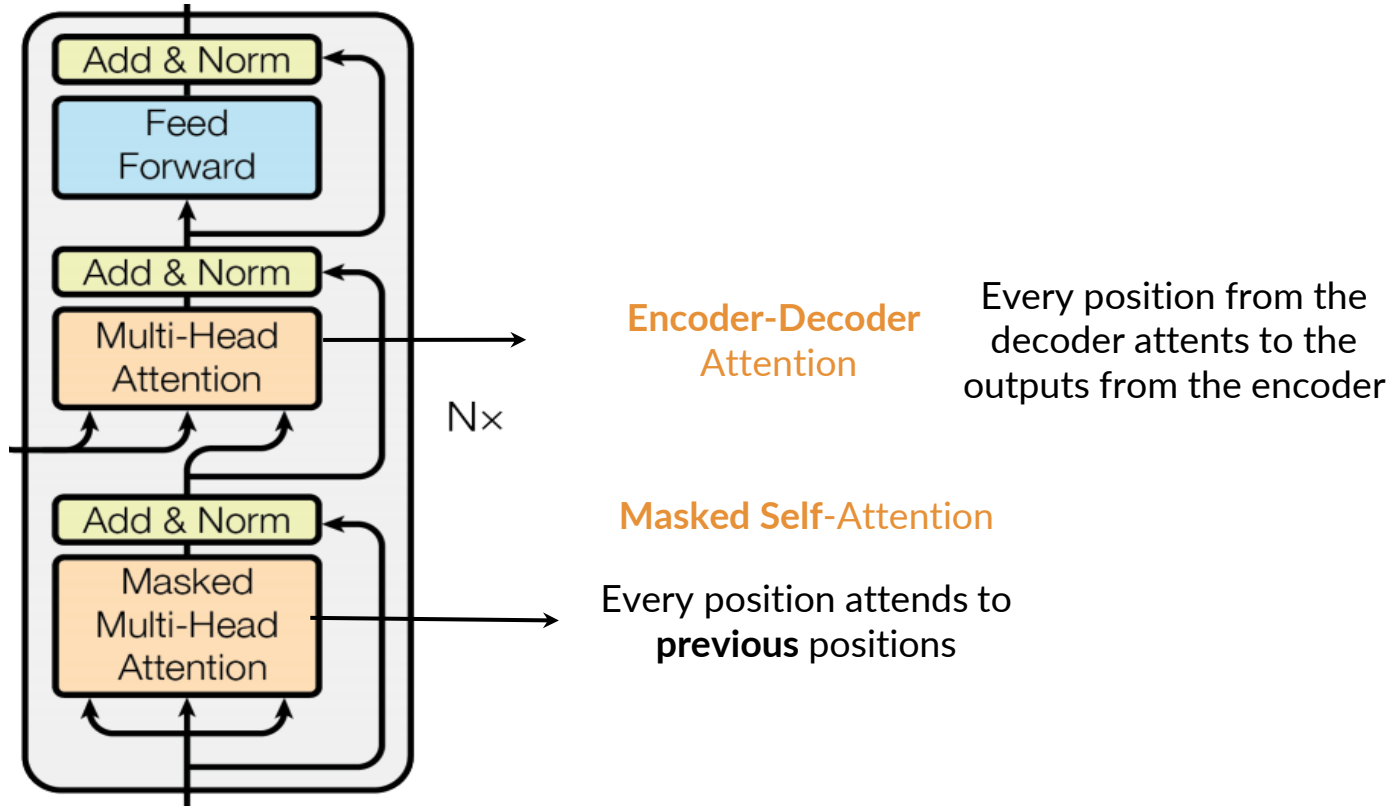 Add & Norm
Feed
Forward
Add & Norm
Multi-Head
Attention
N×
Add & Norm
Masked
Multi-Head
Attention
Encoder-Decoder
Attention
Every position from the
decoder attents to the
outputs from the encoder
Masked Self-Attention
Every position attends to
previous positions